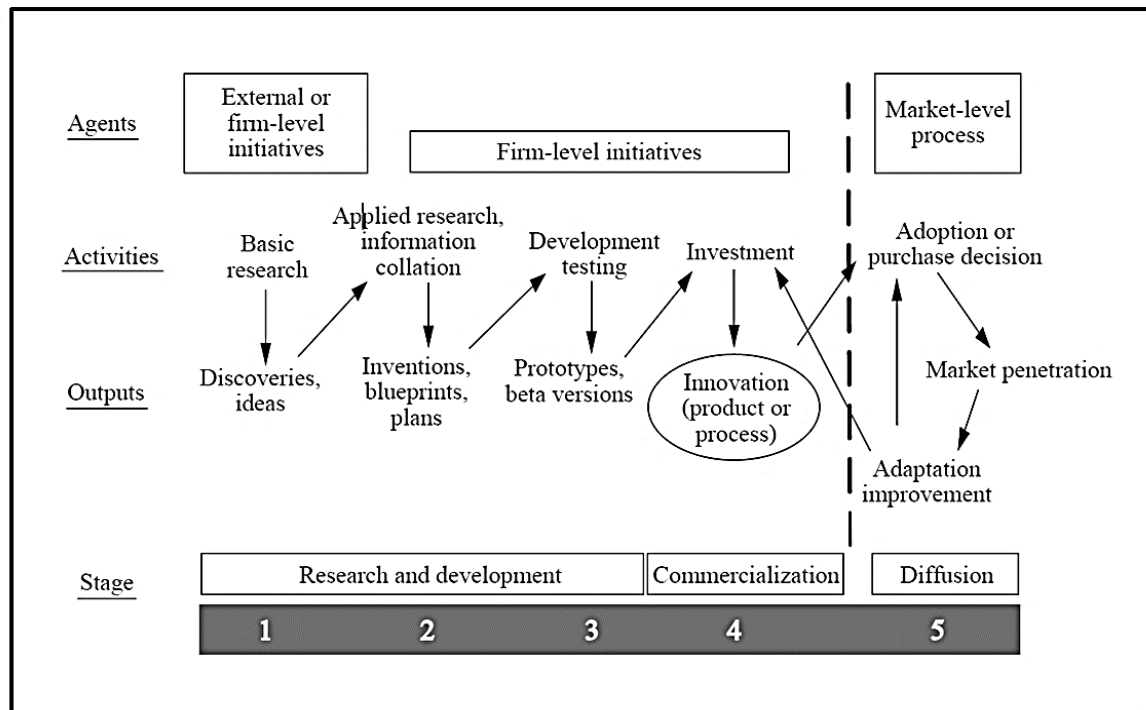 Agents
External or
firm-level
initiatives
Firm-level initiatives
Market-level
process
Activities
Basic
research
Applied research,
information
collation
Development
testing
Investment
Adoption or
purchase decision
Outputs
Discoveries,
ideas
Inventions,
blueprints,
plans
Prototypes,
beta versions
Innovation
(product or
process)
Market penetration
Adaptation
improvement
Stage
Research and development
Commercialization
Diffusion
1
2
3
4
5